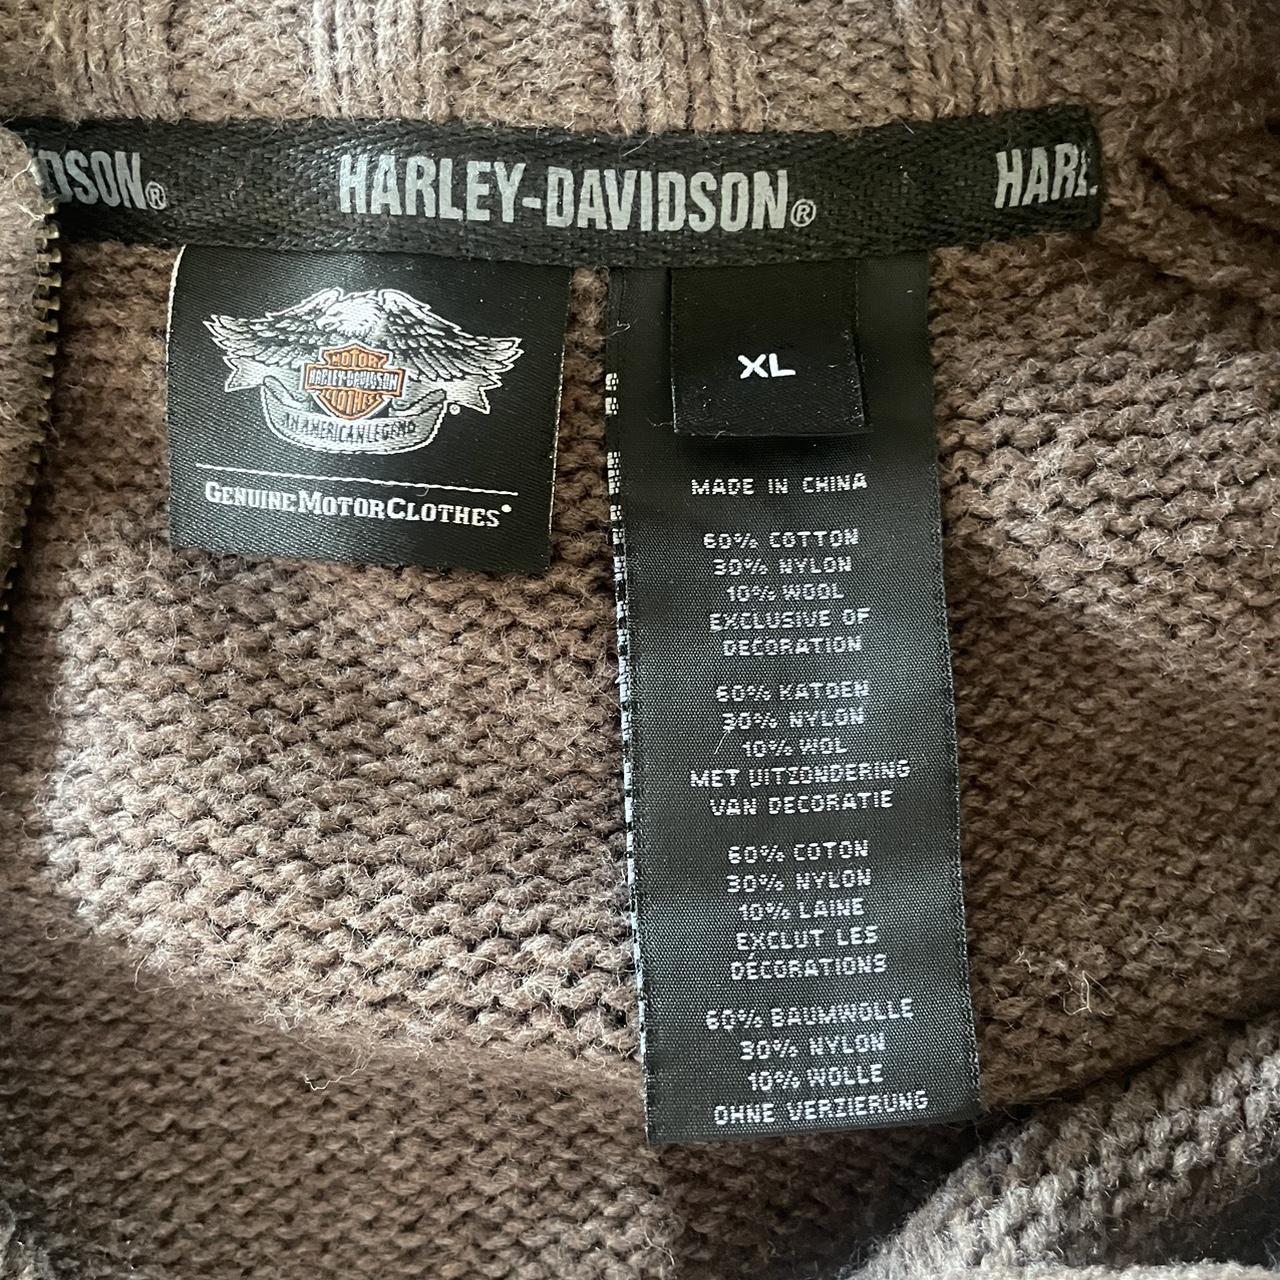 DSON®
HARLEY-DAVIDSON®
HARL
MOTOR
HARLEY-DAVIDSON
CLOTHES
AN AMERICAN LEGEND
GENUINE MOTORCLOTHES®
XL
MADE IN CHINA
60% COTTON
30% NYLON
10% WOOL
EXCLUSIVE OF
DECORATION
60% KATOEN
30% NYLON
10% WOL
MET UITZONDERING
VAN DECORATIE
60% COTON
30% NYLON
10% LAINE
EXCLUT LES
DÉCORATIONS
60% BAUMWOLLE
30% NYLON
10% WOLLE
OHNE VERZIERUNG